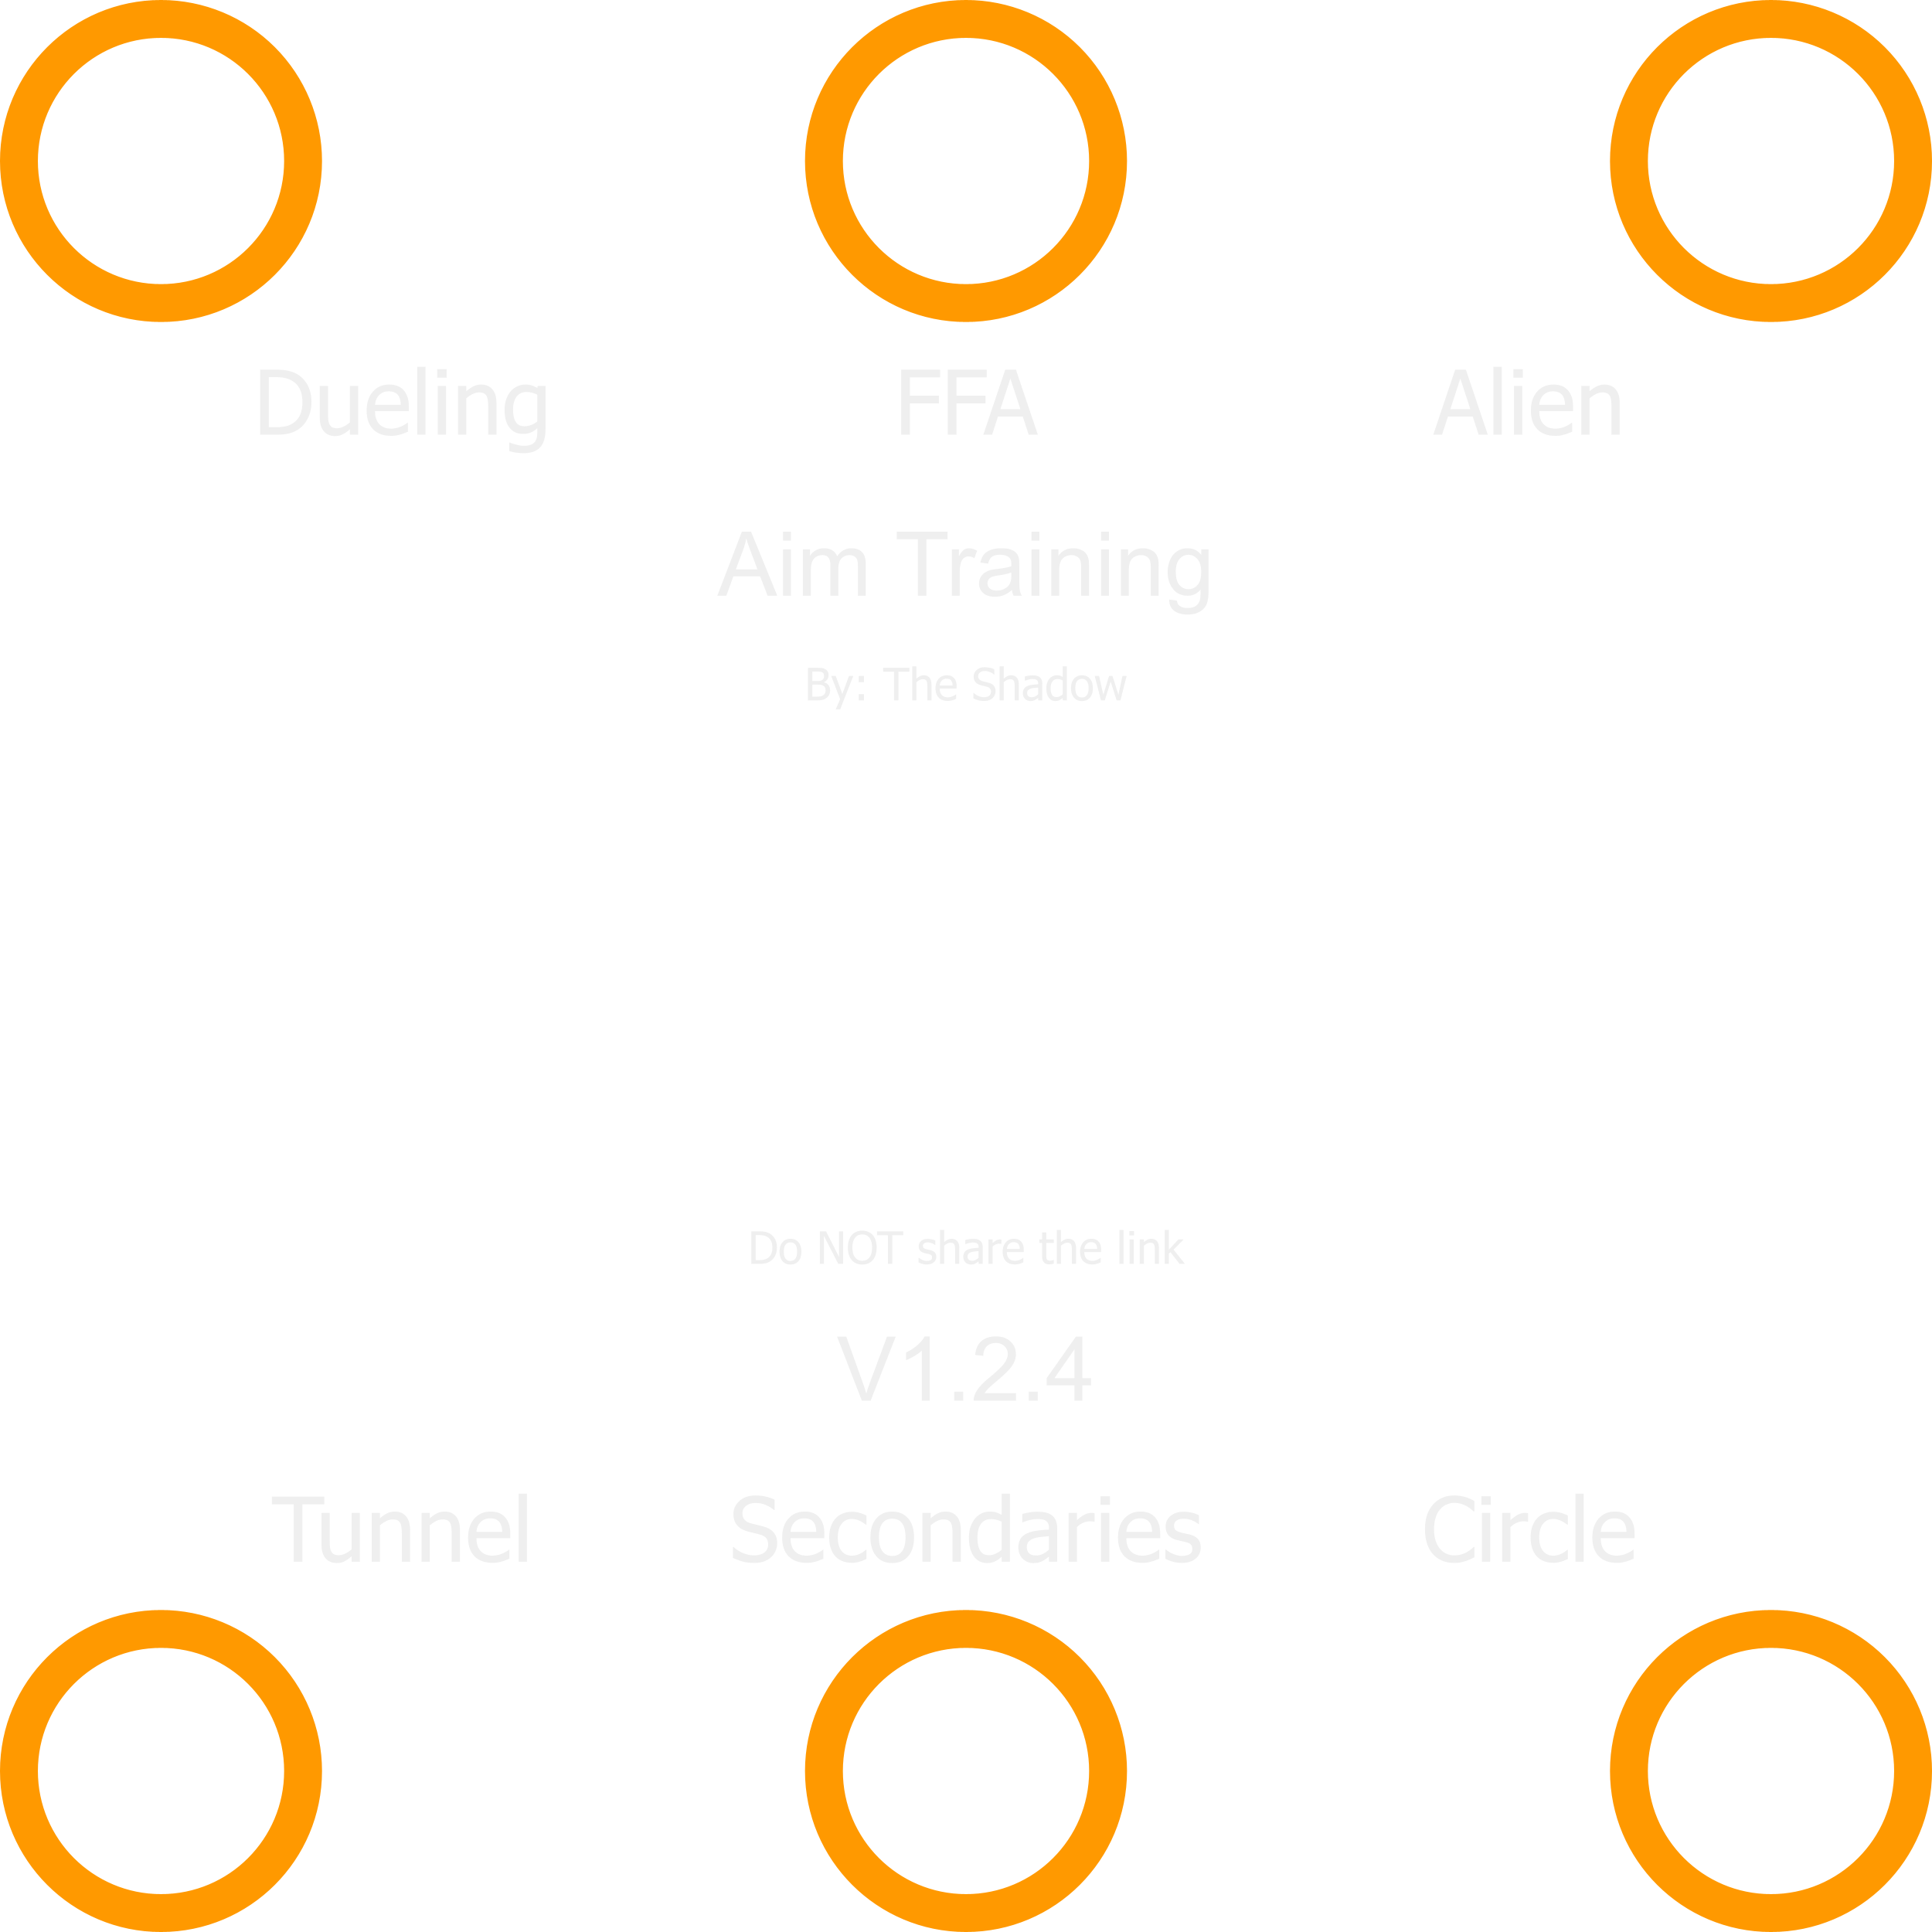 Dueling FFA Alien
Aim Training
By: The Shadow
Do NOT share the link
V1.2.4
Tunnel Secondaries Circle